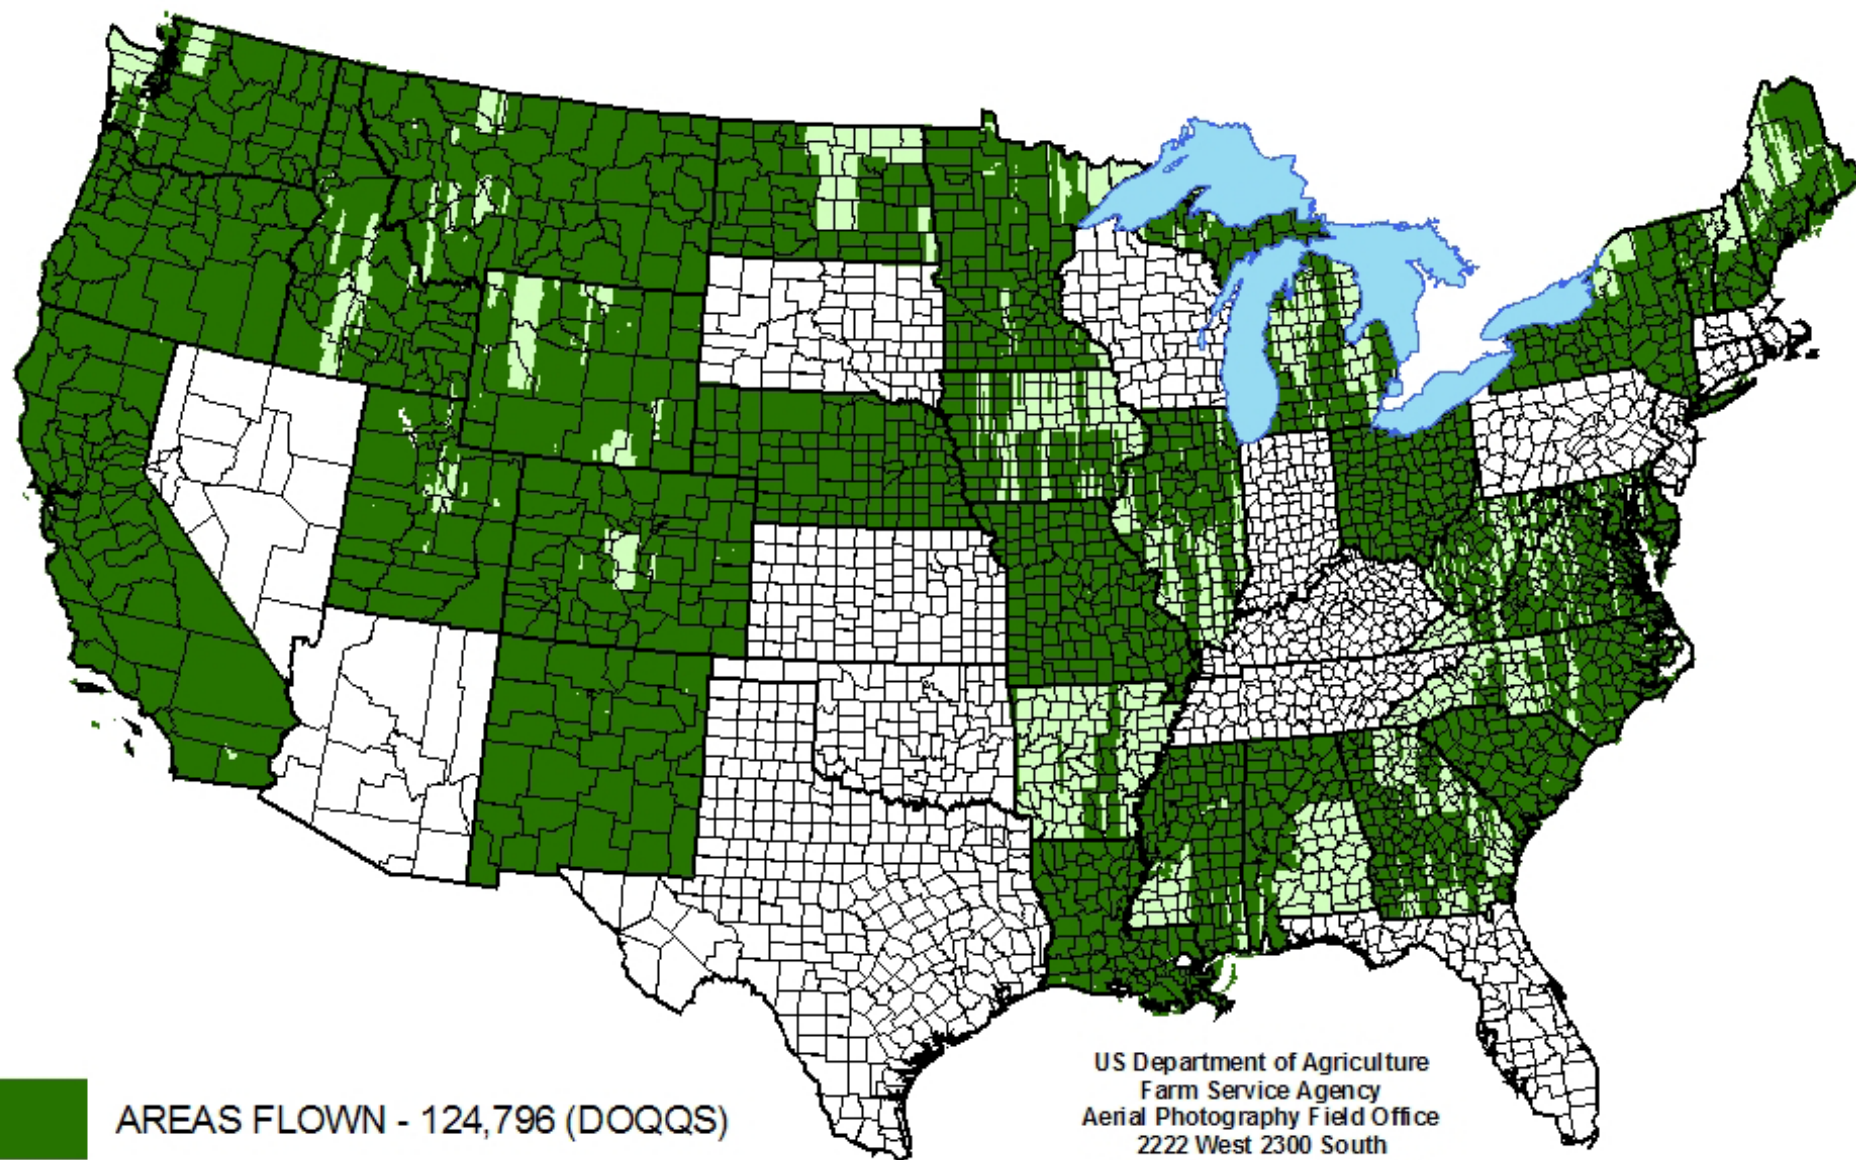 AREAS FLOWN - 124,796 (DOQQS)
US Department of Agriculture
Farm Service Agency
Aerial Photography Field Office
2222 West 2300 South